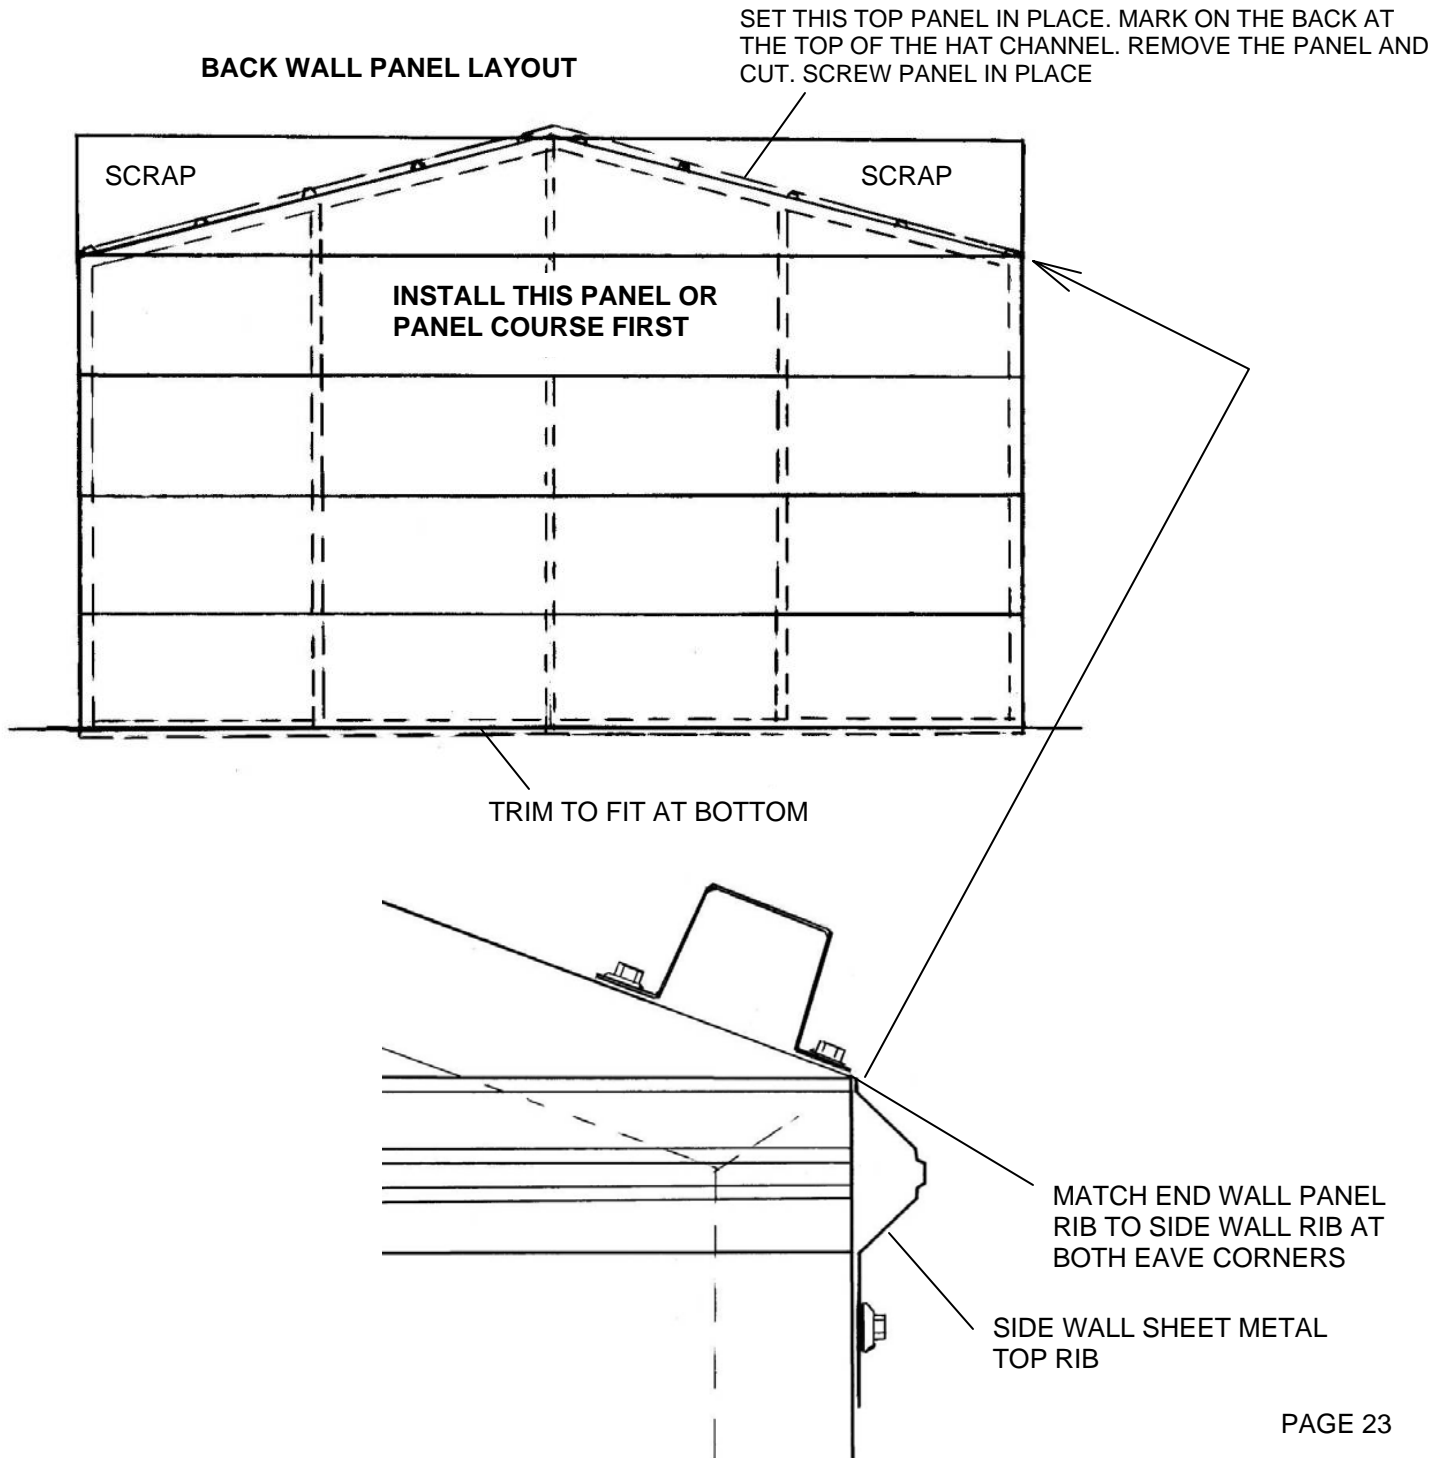 SET THIS TOP PANEL IN PLACE. MARK ON THE BACK AT
THE TOP OF THE HAT CHANNEL. REMOVE THE PANEL AND
CUT. SCREW PANEL IN PLACE
BACK WALL PANEL LAYOUT
SCRAP
SCRAP
INSTALL THIS PANEL OR
PANEL COURSE FIRST
TRIM TO FIT AT BOTTOM
MATCH END WALL PANEL
RIB TO SIDE WALL RIB AT
BOTH EAVE CORNERS
SIDE WALL SHEET METAL
TOP RIB
PAGE 23